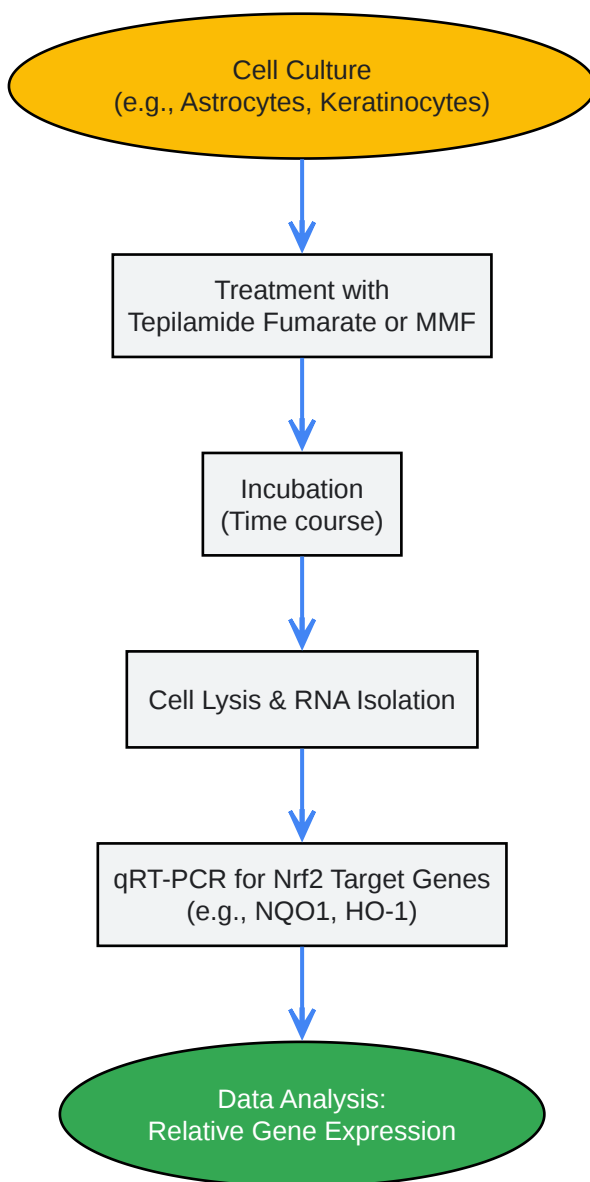 Cell Culture
(e.g., Astrocytes, Keratinocytes)
Treatment with
Tepilamide Fumarate or MMF
Incubation
(Time course)
Cell Lysis & RNA Isolation
qRT-PCR for Nrf2 Target Genes
(e.g., NQO1, HO-1)
Data Analysis:
Relative Gene Expression